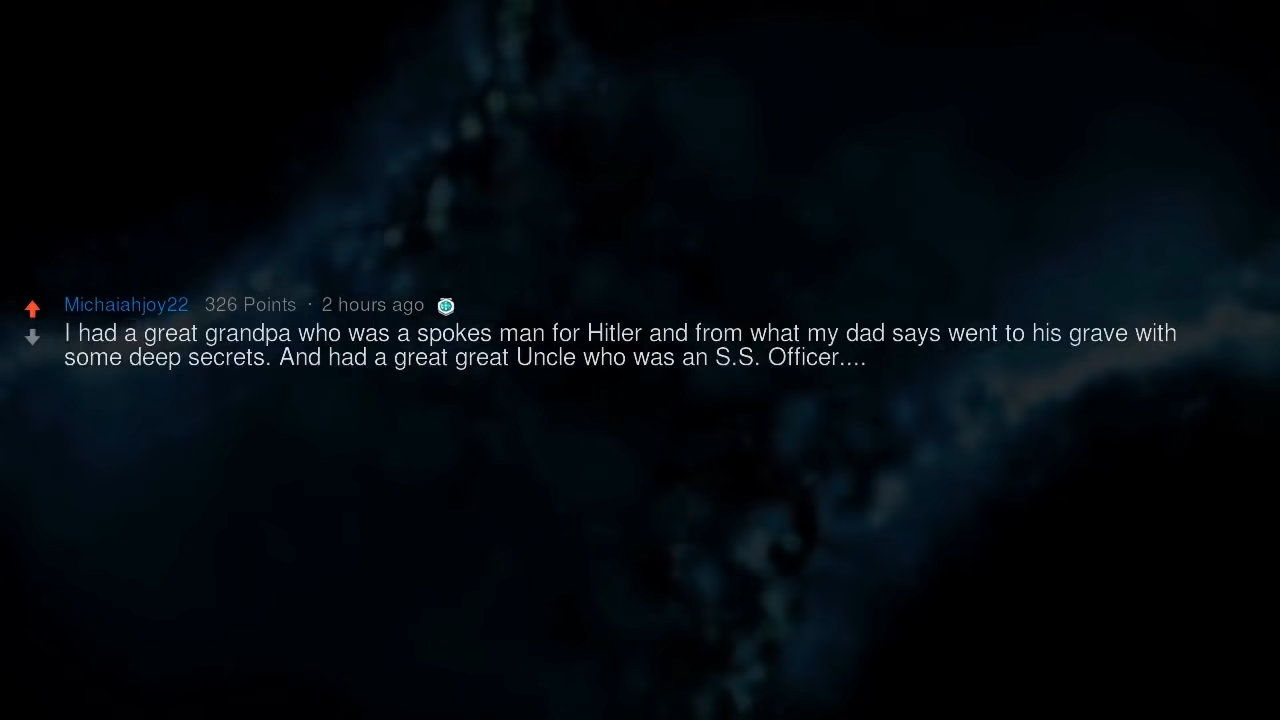 Michaiahjoy22 326 Points · 2 hours ago
I had a great grandpa who was a spokes man for Hitler and from what my dad says went to his grave with
some deep secrets. And had a great great Uncle who was an S.S. Officer....